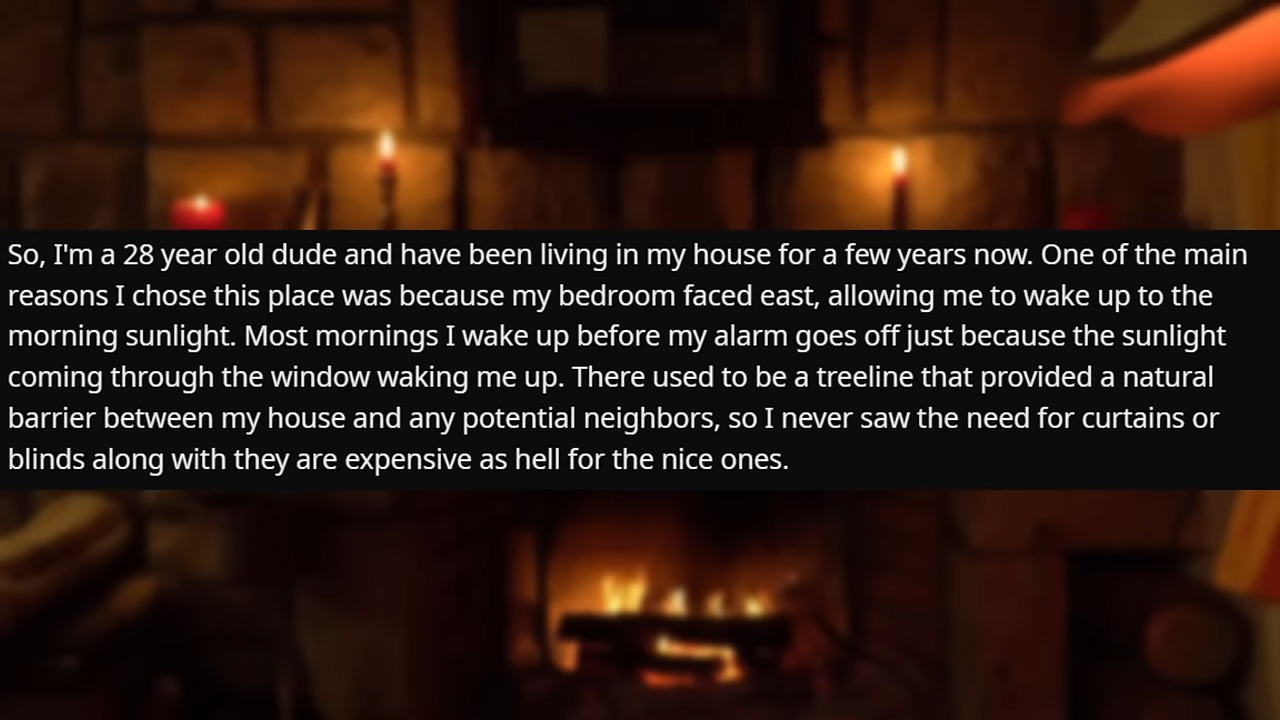 So, I'm a 28 year old dude and have been living in my house for a few years now. One of the main
reasons I chose this place was because my bedroom faced east, allowing me to wake up to the
morning sunlight. Most mornings I wake up before my alarm goes off just because the sunlight
coming through the window waking me up. There used to be a treeline that provided a natural
barrier between my house and any potential neighbors, so I never saw the need for curtains or
blinds along with they are expensive as hell for the nice ones.